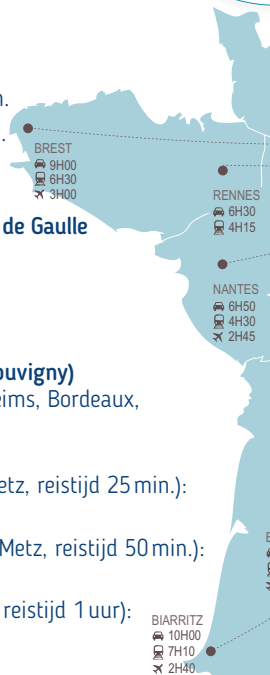 n.
.
de Gaulle
ouvigny)
eims, Bordeaux,
etz, reistijd 25 min.):
Metz, reistijd 50 min.):
reistijd 1 uur):
BREST
9H00
6H30
3H00
RENNES
6H30
4H15
NANTES
6H50
4H30
2H45
BIARRITZ
10H00
7H10
2H40